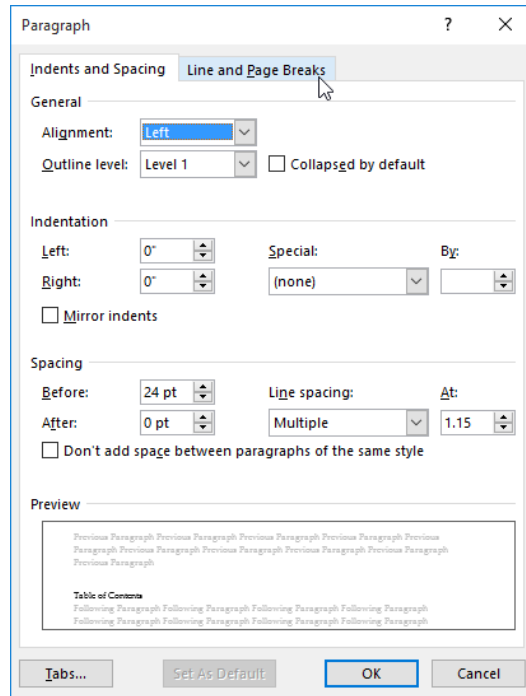 Paragraph ?
Indents and Spacing Line and Page Breaks
General
Alignment: Left
Outline level: Level 1 Collapsed by default
Indentation
Left: 0" Special: By:
Right: 0" (none)
Mirror indents
Spacing
Before: 24 pt Line spacing: At:
After: 0 pt Multiple 1.15
Don't add space between paragraphs of the same style
Preview
Previous Paragraph Previous Paragraph Previous Paragraph Previous Paragraph Previous
Paragraph Previous Paragraph Previous Paragraph Previous Paragraph Previous Paragraph
Previous Paragraph
Table of Contents
Following Paragraph Following Paragraph Following Paragraph Following Paragraph
Following Paragraph Following Paragraph Following Paragraph Following Paragraph
Tabs... Set As Default OK Cancel